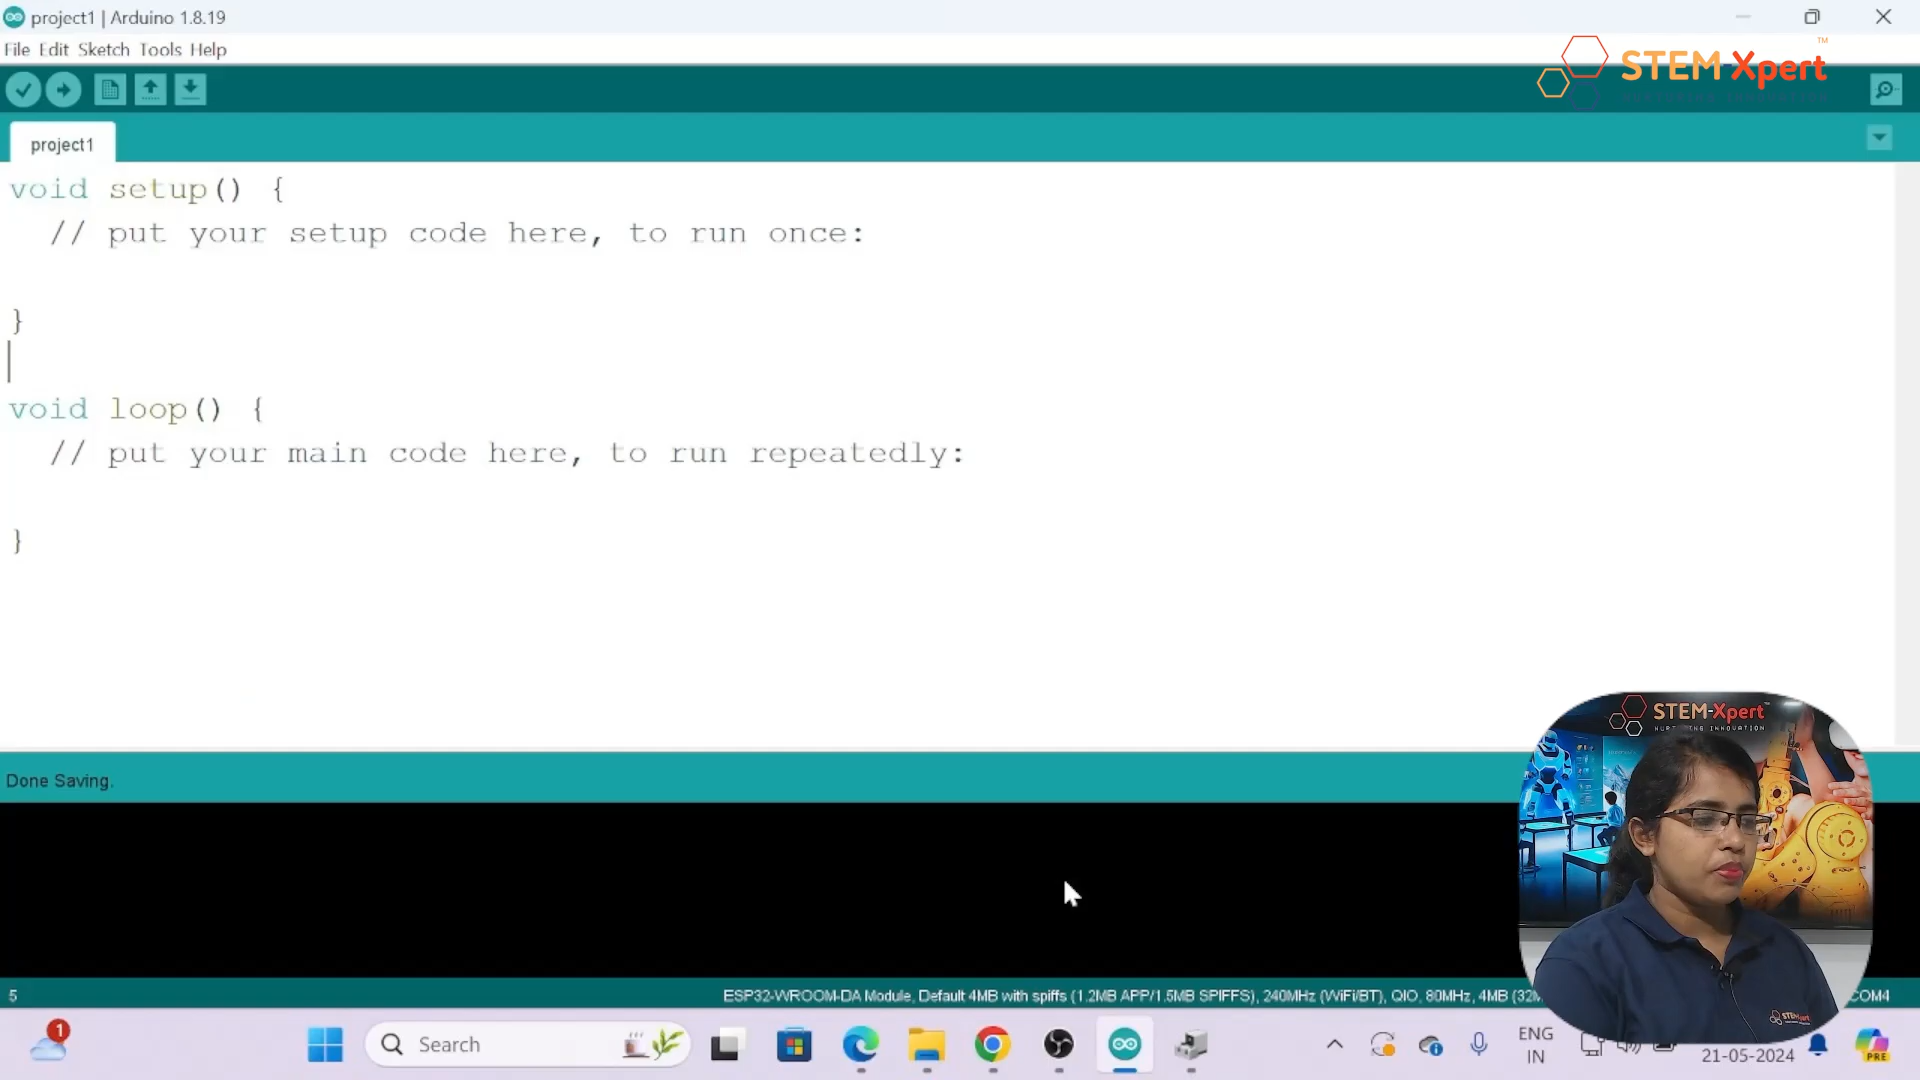 project1 | Arduino 1.8.19
File Edit Sketch Tools Help
STEM Xpert
TM
project1
void setup() {
// put your setup code here, to run once:
}
void loop() {
// put your main code here, to run repeatedly:
}
STEM-Xpert
Done Saving.
5
ESP32-WROOM-DA Module, Default 4MB with spiffs (1.2MB APP/1.5MB SPIFFS), 240MHz (WiFi/BT), QIO, 80MHz, 4MB (32M
COM4
1
Search
ENG
IN
21-05-2024
PRE